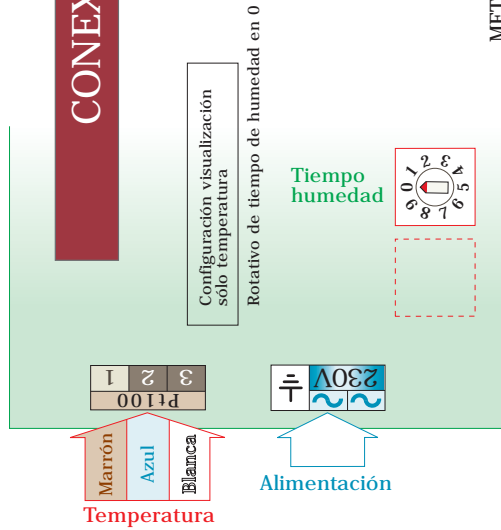 CONEX
Configuración visualización
sólo temperatura
Rotativo de tiempo de humedad en 0
MET
Tiempo
humedad
0 1 2 3 4 5 6 7 8 9
1 2 3
Pt100
230V
Marrón
Azul
Blanca
Temperatura
Alimentación